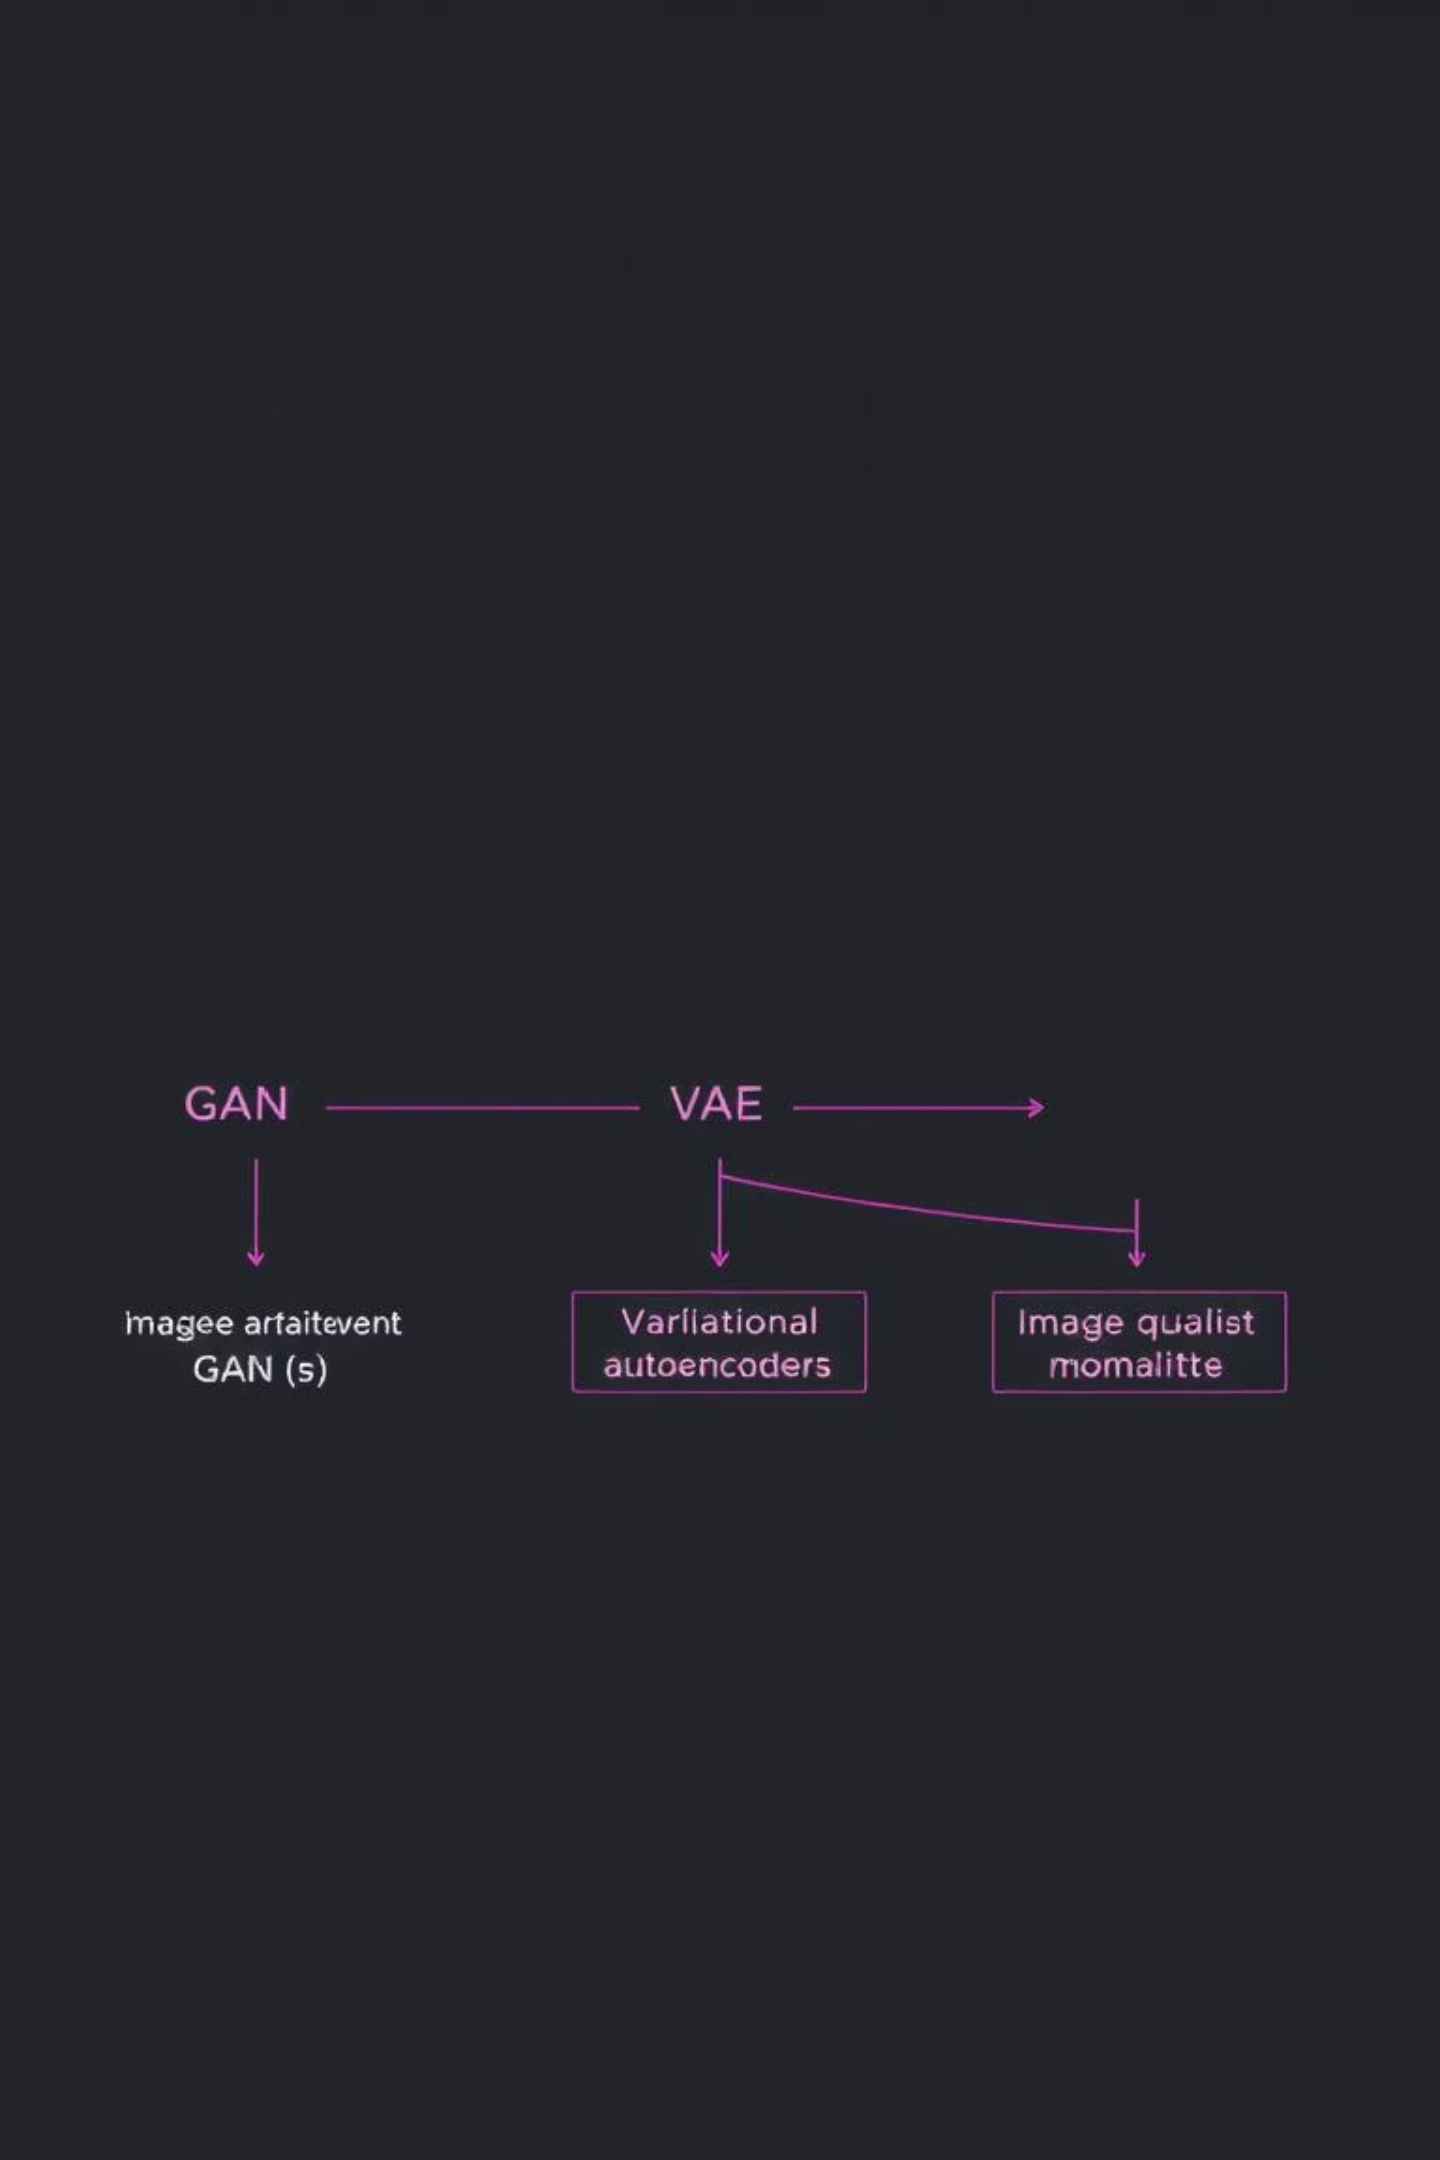 GAN VAE
Imagee arfaitevent
GAN (s)
Varliational
autoencoders
Image qualist
momalitte